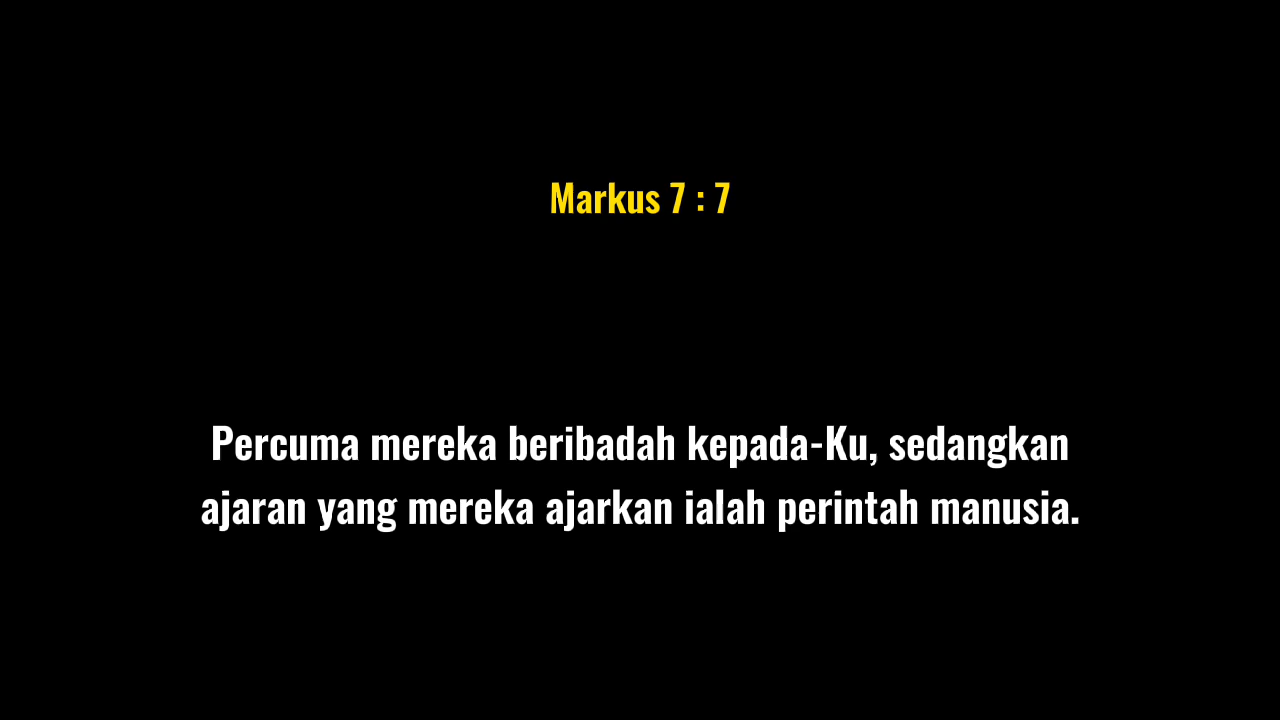 Markus 7 : 7
Percuma mereka beribadah kepada-Ku, sedangkan
ajaran yang mereka ajarkan ialah perintah manusia.